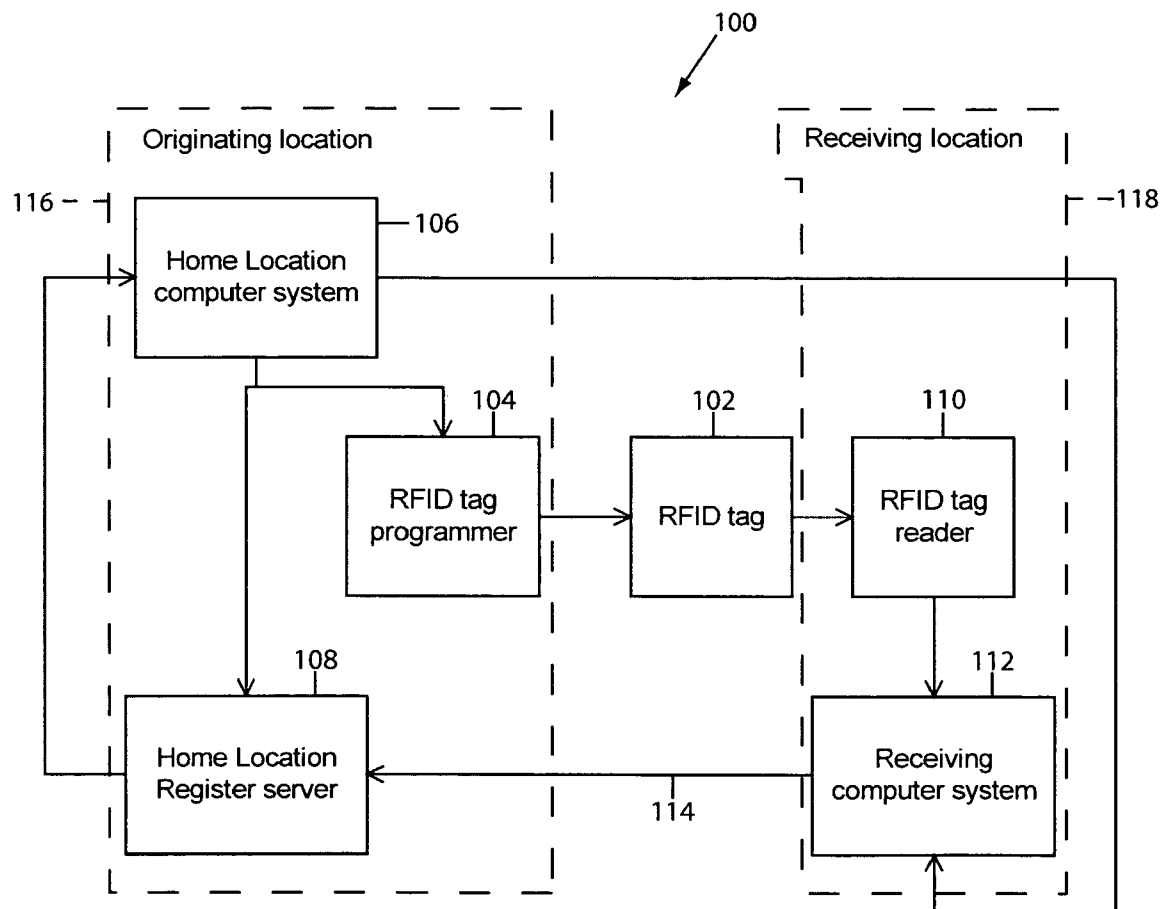 100
Originating location
Receiving location
116
106
118
Home Location
computer system
104
102
110
RFID tag
programmer
RFID tag
RFID tag
reader
108
112
Home Location
Register server
114
Receiving
computer system